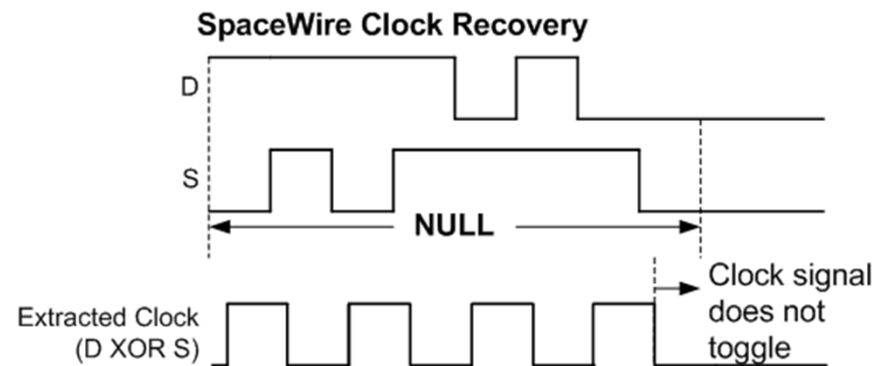 SpaceWire Clock Recovery
D
S
NULL
Extracted Clock
(D XOR S)
Clock signal
does not
toggle